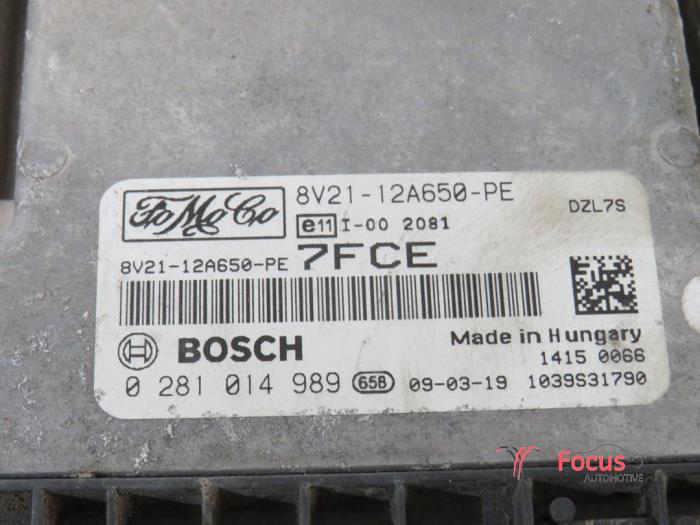 FoMoCo
8V21-12A650-PE
DZL7S
e11 I-00 2081
8V21-12A650-PE 7FCE
BOSCH
Made in Hungary
1415 0066
0 281 014 989 658 09-03-19 1039S31790
Focus
AUTOMOTIVE